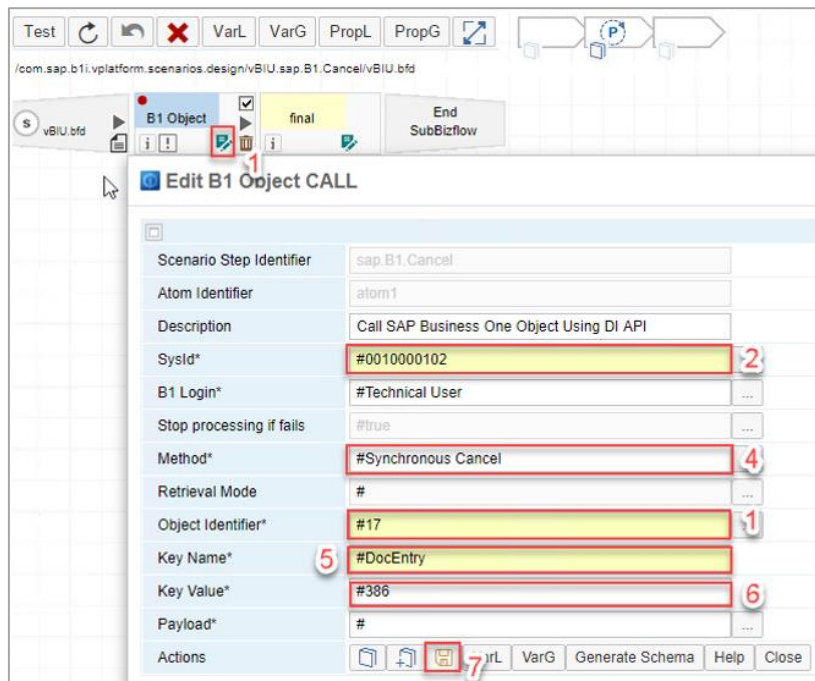 Test VarL VarG PropL PropG
P
/com.sap.b1i.vplatform.scenarios.design/vBIU.sap.B1.Cancel/vBIU.bfd
S vBIU.bfd B1 Object final End
SubBizflow
i ! i
1
Edit B1 Object CALL
Scenario Step Identifier sap.B1.Cancel
Atom Identifier atom1
Description Call SAP Business One Object Using DI API
SysId* #0010000102 2
B1 Login* #Technical User ...
Stop processing if fails #true ...
Method* #Synchronous Cancel 4
Retrieval Mode # ...
Object Identifier* #17 1
Key Name* 5 #DocEntry
Key Value* #386 6
Payload* # ...
Actions 7 VarG Generate Schema Help Close